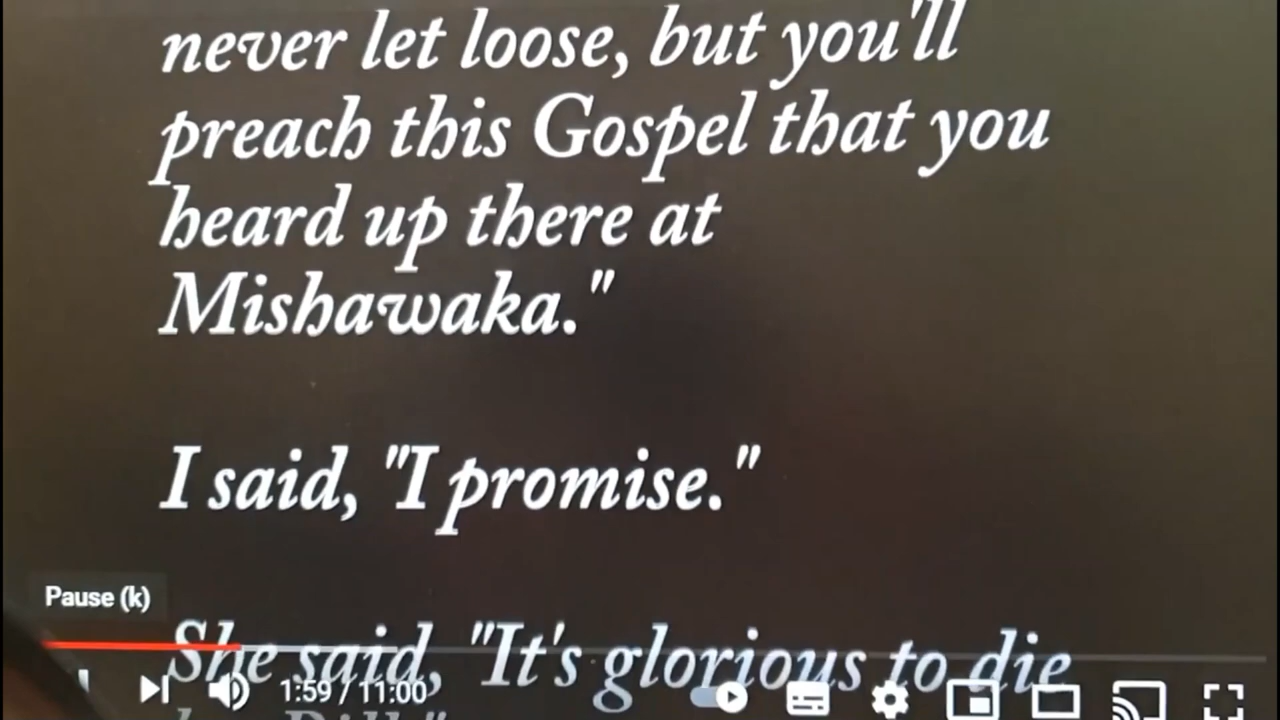 never let loose, but you'll
preach this Gospel that you
heard up there at
Mishawaka."
I said, "I promise."
Pause (k)
She said, "It's glorious to die
1:59 / 11:00